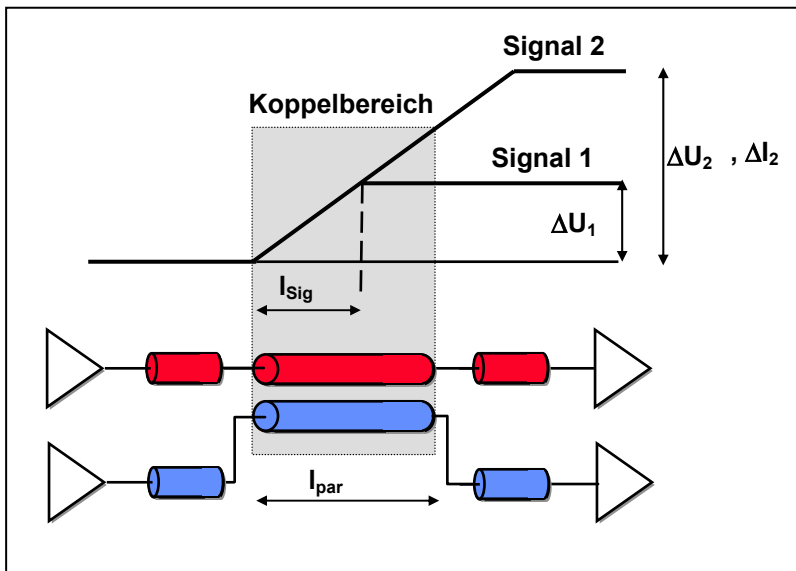 Signal 2
Koppelbereich
Signal 1
ΔU2 , ΔI2
ΔU1
lSig
lpar